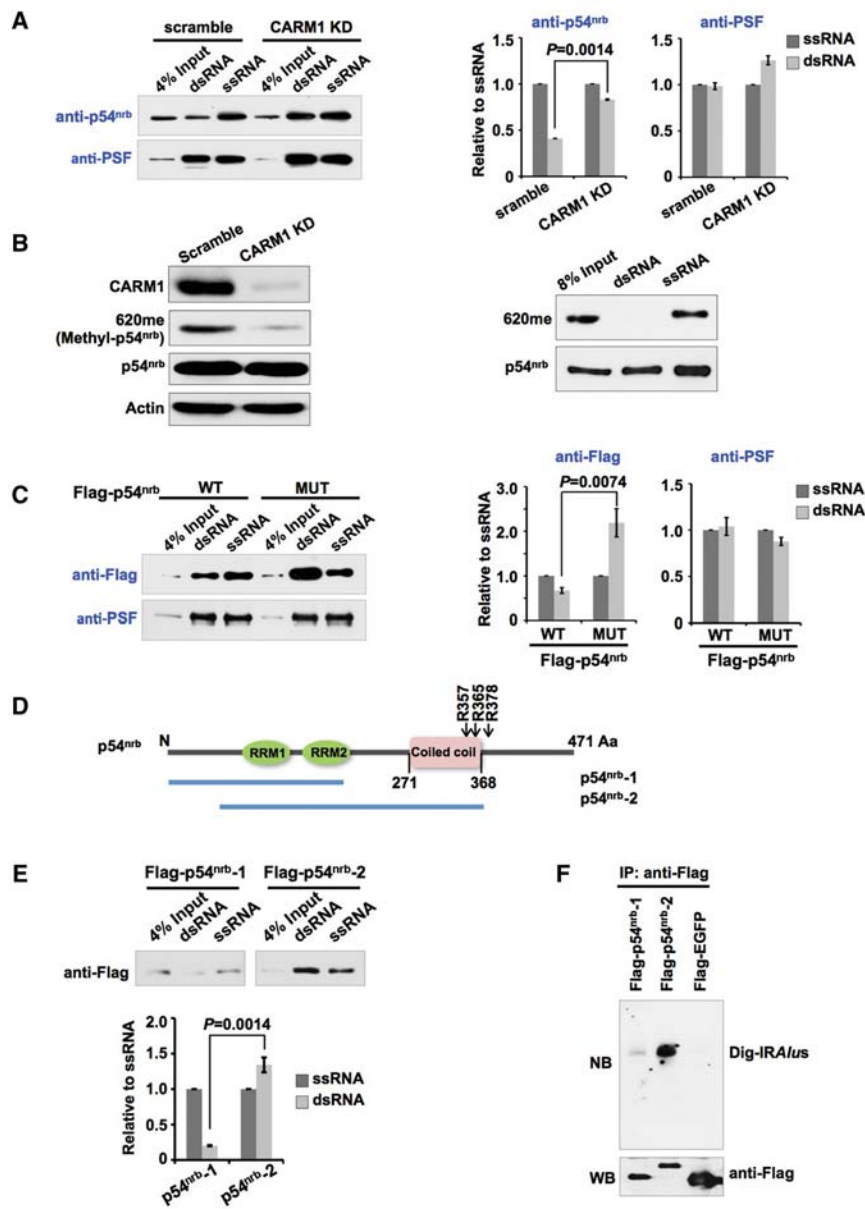 A
scramble CARM1 KD
4% Input dsRNA ssRNA 4% Input dsRNA ssRNA
anti-p54nrb
anti-PSF
anti-p54nrb
P=0.0014
Relative to ssRNA
1.5
1.0
0.5
0
sramble CARM1 KD
anti-PSF
1.5
1.0
0.5
0
sramble CARM1 KD
ssRNA
dsRNA
B
Scramble CARM1 KD
CARM1
620me
(Methyl-p54nrb)
p54nrb
Actin
8% Input dsRNA ssRNA
620me
p54nrb
C
Flag-p54nrb WT MUT
4% Input dsRNA ssRNA 4% Input dsRNA ssRNA
anti-Flag
anti-PSF
anti-Flag
P=0.0074
Relative to ssRNA
3.0
2.0
1.0
0
WT MUT
Flag-p54nrb
anti-PSF
1.5
1.0
0.5
0
WT MUT
Flag-p54nrb
ssRNA
dsRNA
D
R357 R365 R378
p54nrb N RRM1 RRM2 Coiled coil 471 Aa
271 368
p54nrb-1
p54nrb-2
E
Flag-p54nrb-1 Flag-p54nrb-2
4% Input dsRNA ssRNA 4% Input dsRNA ssRNA
anti-Flag
P=0.0014
Relative to ssRNA
2.0
1.5
1.0
0.5
0
p54nrb-1 p54nrb-2
ssRNA
dsRNA
F
IP: anti-Flag
Flag-p54nrb-1 Flag-p54nrb-2 Flag-EGFP
NB Dig-IRAlus
WB anti-Flag